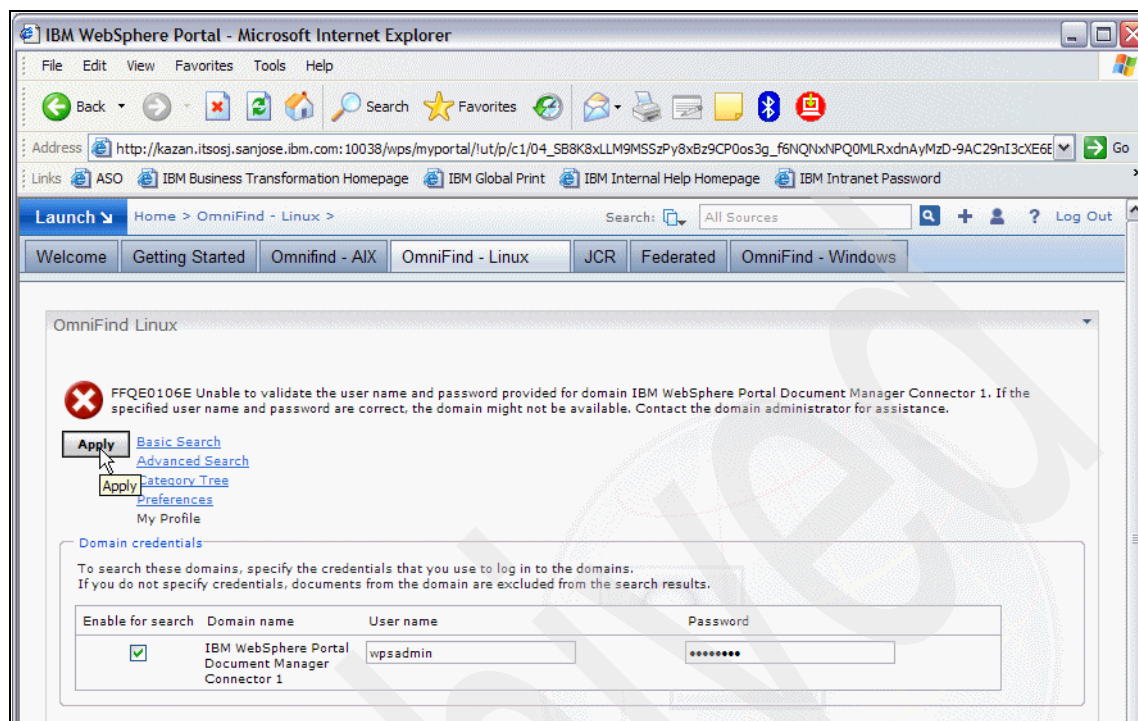 IBM WebSphere Portal - Microsoft Internet Explorer
File Edit View Favorites Tools Help
Back Search Favorites
Address http://kazan.itsosj.sanjose.ibm.com:10038/wps/myportal/!ut/p/c1/04_SB8K8xLLM9MSSzPy8xBz9CP0os3g_f6NQNxNPQ0MLRxdnAyMzD-9AC29nI3cXE6E Go
Links ASO IBM Business Transformation Homepage IBM Global Print IBM Internal Help Homepage IBM Intranet Password »
Launch Home > OmniFind - Linux > Search: All Sources ? Log Out
Welcome Getting Started Omnifind - AIX OmniFind - Linux JCR Federated OmniFind - Windows
OmniFind Linux
FFQE0106E Unable to validate the user name and password provided for domain IBM WebSphere Portal Document Manager Connector 1. If the
specified user name and password are correct, the domain might not be available. Contact the domain administrator for assistance.
Apply Basic Search
Advanced Search
Apply Category Tree
Preferences
My Profile
Domain credentials
To search these domains, specify the credentials that you use to log in to the domains.
If you do not specify credentials, documents from the domain are excluded from the search results.
Enable for search Domain name User name Password
IBM WebSphere Portal
Document Manager
Connector 1
wpsadmin ••••••••